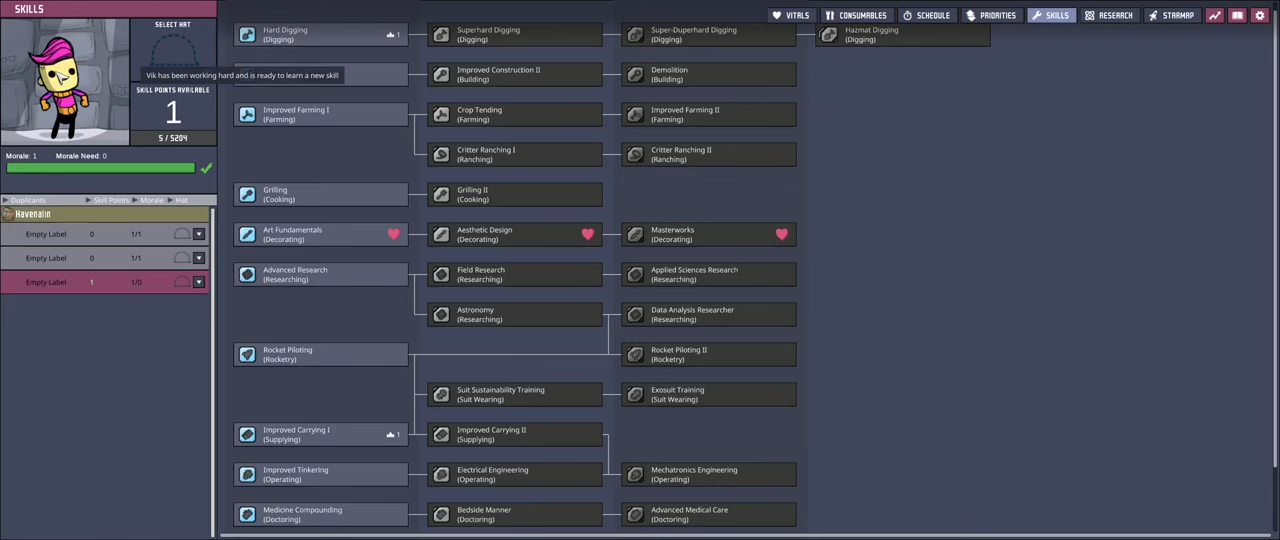 SKILLS
VITALS
CONSUMABLES
SCHEDULE
PRIORITIES
SKILLS
RESEARCH
STARMAP
SELECT HAT
Vik has been working hard and is ready to learn a new skill
SKILL POINTS
AVAILABLE
1
5 / 5204
Morale: 1 Morale Need: 0
Duplicants Skill Points Morale Hat
Havenalin
Empty Label 0 1/1
Empty Label 0 1/1
Empty Label 1 1/0
Hard Digging
(Digging)
1
Superhard Digging
(Digging)
Super-Duperhard Digging
(Digging)
Hazmat Digging
(Digging)
Improved Construction II
(Building)
Demolition
(Building)
Improved Farming I
(Farming)
Crop Tending
(Farming)
Improved Farming II
(Farming)
Critter Ranching I
(Ranching)
Critter Ranching II
(Ranching)
Grilling
(Cooking)
Grilling II
(Cooking)
Art Fundamentals
(Decorating)
Aesthetic Design
(Decorating)
Masterworks
(Decorating)
Advanced Research
(Researching)
Field Research
(Researching)
Applied Sciences Research
(Researching)
Astronomy
(Researching)
Data Analysis Researcher
(Researching)
Rocket Piloting
(Rocketry)
Rocket Piloting II
(Rocketry)
Suit Sustainability Training
(Suit Wearing)
Exosuit Training
(Suit Wearing)
Improved Carrying I
(Supplying)
1
Improved Carrying II
(Supplying)
Improved Tinkering
(Operating)
Electrical Engineering
(Operating)
Mechatronics Engineering
(Operating)
Medicine Compounding
(Doctoring)
Bedside Manner
(Doctoring)
Advanced Medical Care
(Doctoring)